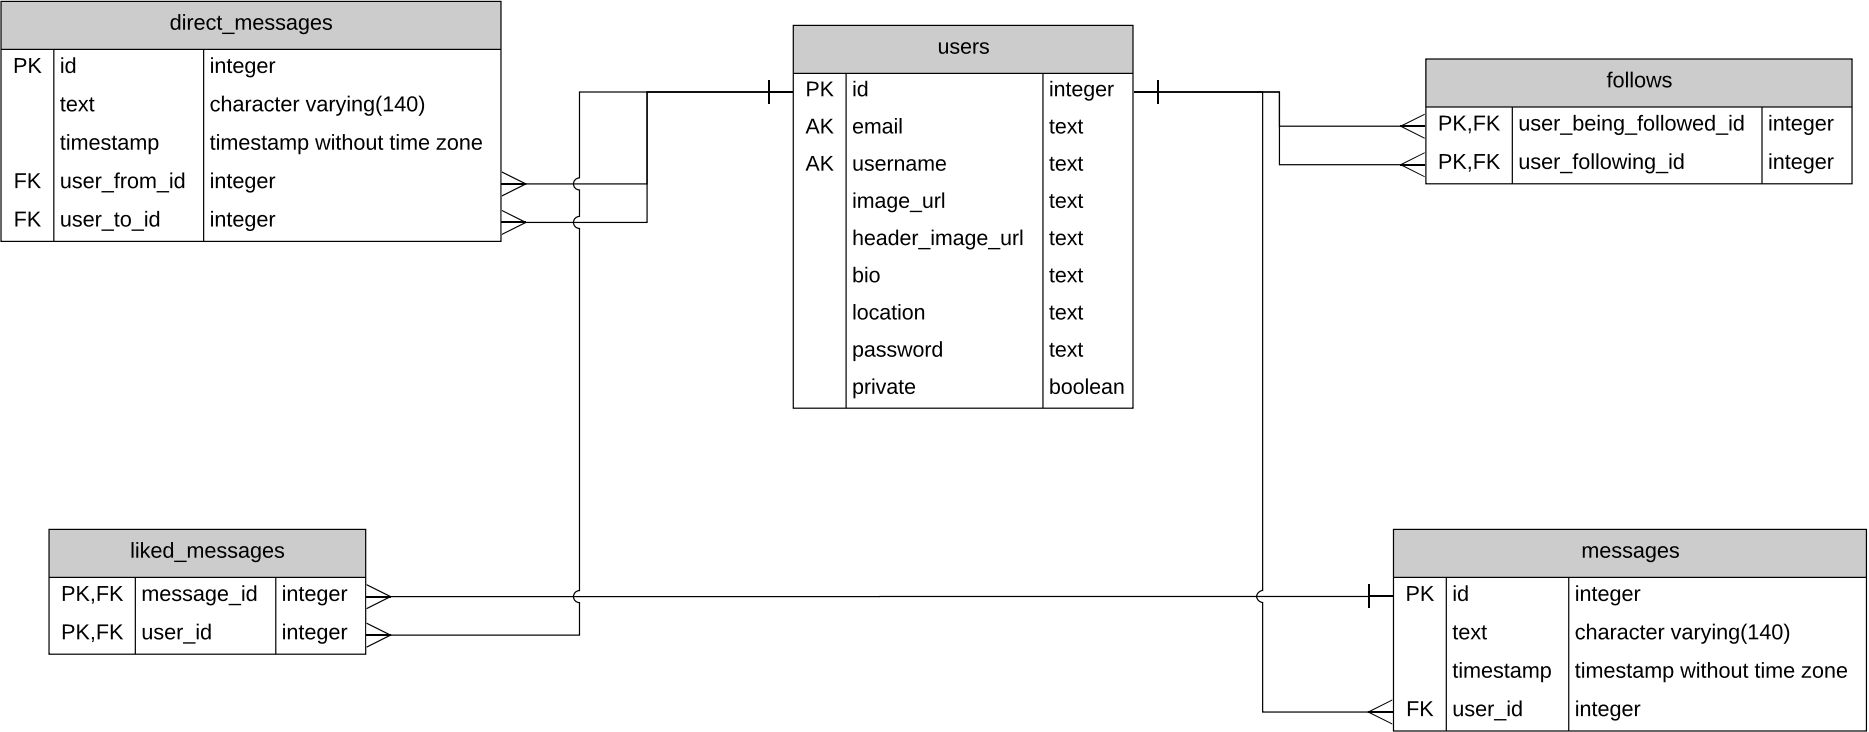 direct_messages
PK id integer
text character varying(140)
timestamp timestamp without time zone
FK user_from_id integer
FK user_to_id integer
users
PK id integer
AK email text
AK username text
image_url text
header_image_url text
bio text
location text
password text
private boolean
follows
PK,FK user_being_followed_id integer
PK,FK user_following_id integer
liked_messages
PK,FK message_id integer
PK,FK user_id integer
messages
PK id integer
text character varying(140)
timestamp timestamp without time zone
FK user_id integer